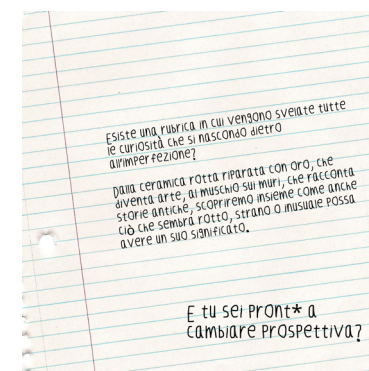 Esiste una rubrica in cui vengono svelate tutte
le curiosità che si nascondo dietro
all'imperfezione?
Dalla ceramica rotta riparata con oro, che
diventa arte, al muschio sui muri, che racconta
storie antiche, scopriremo insieme come anche
ciò che sembra rotto, strano o inusuale possa
avere un suo significato.
E tu sei pront* a
cambiare prospettiva?